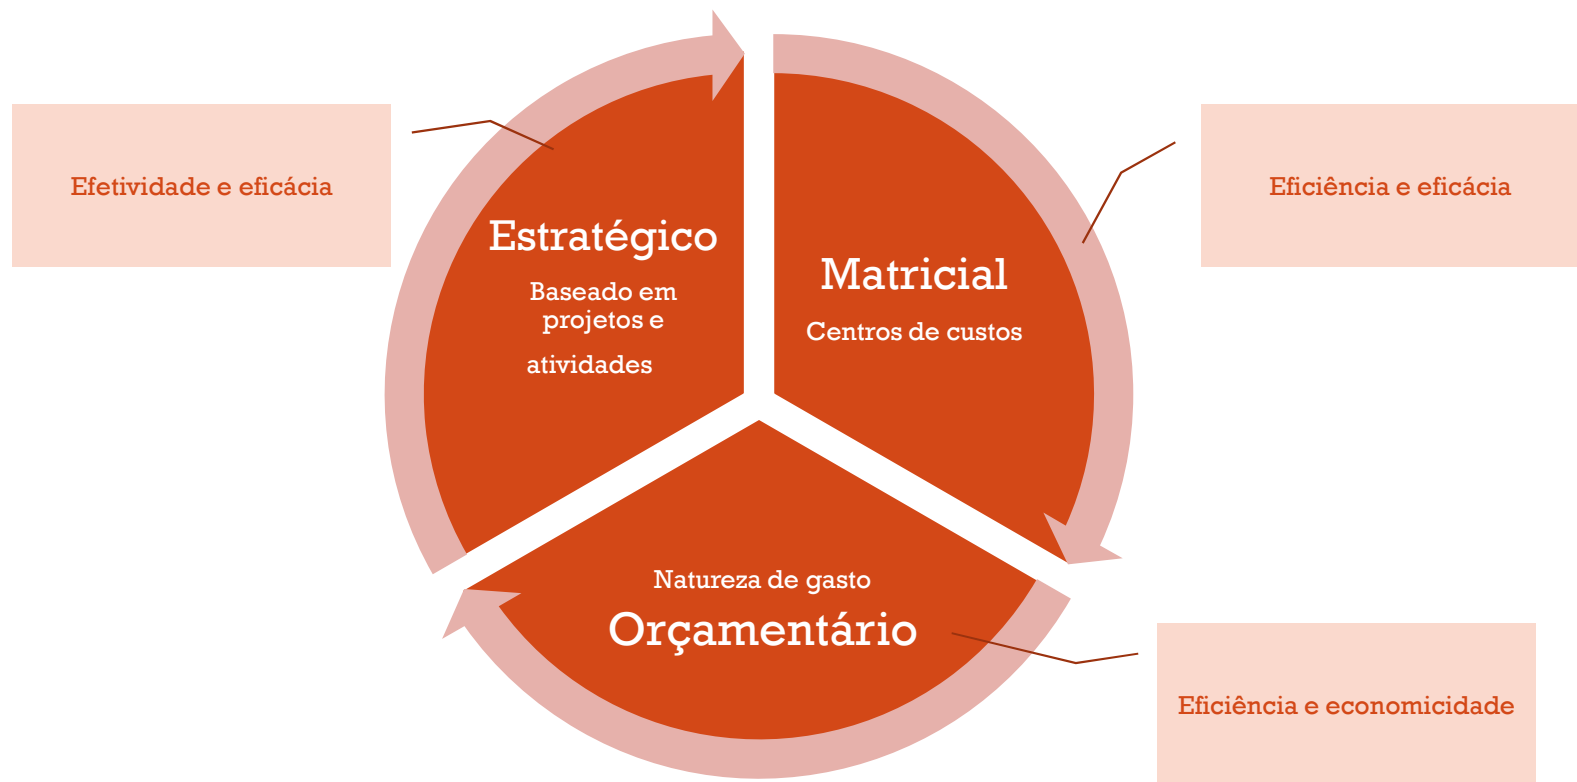 Efetividade e eficácia
Estratégico
Baseado em
projetos e
atividades
Matricial
Centros de custos
Eficiência e eficácia
Natureza de gasto
Orçamentário
Eficiência e economicidade